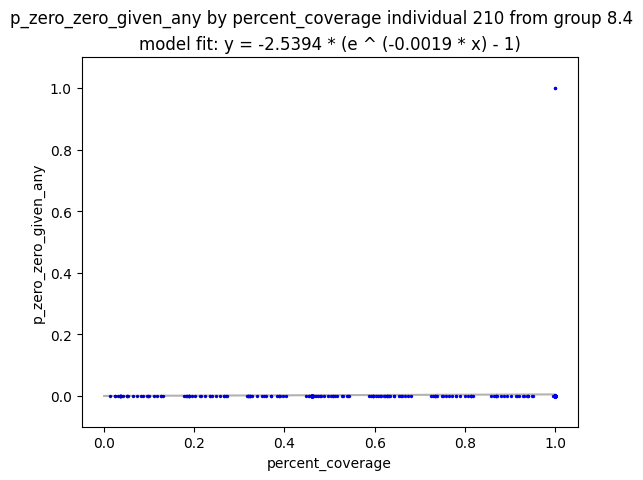 p_zero_zero_given_any by percent_coverage individual 210 from group 8.4
model fit: y = -2.5394 * (e ^ (-0.0019 * x) - 1)
p_zero_zero_given_any
1.0
0.8
0.6
0.4
0.2
0.0
0.0 0.2 0.4 0.6 0.8 1.0
percent_coverage